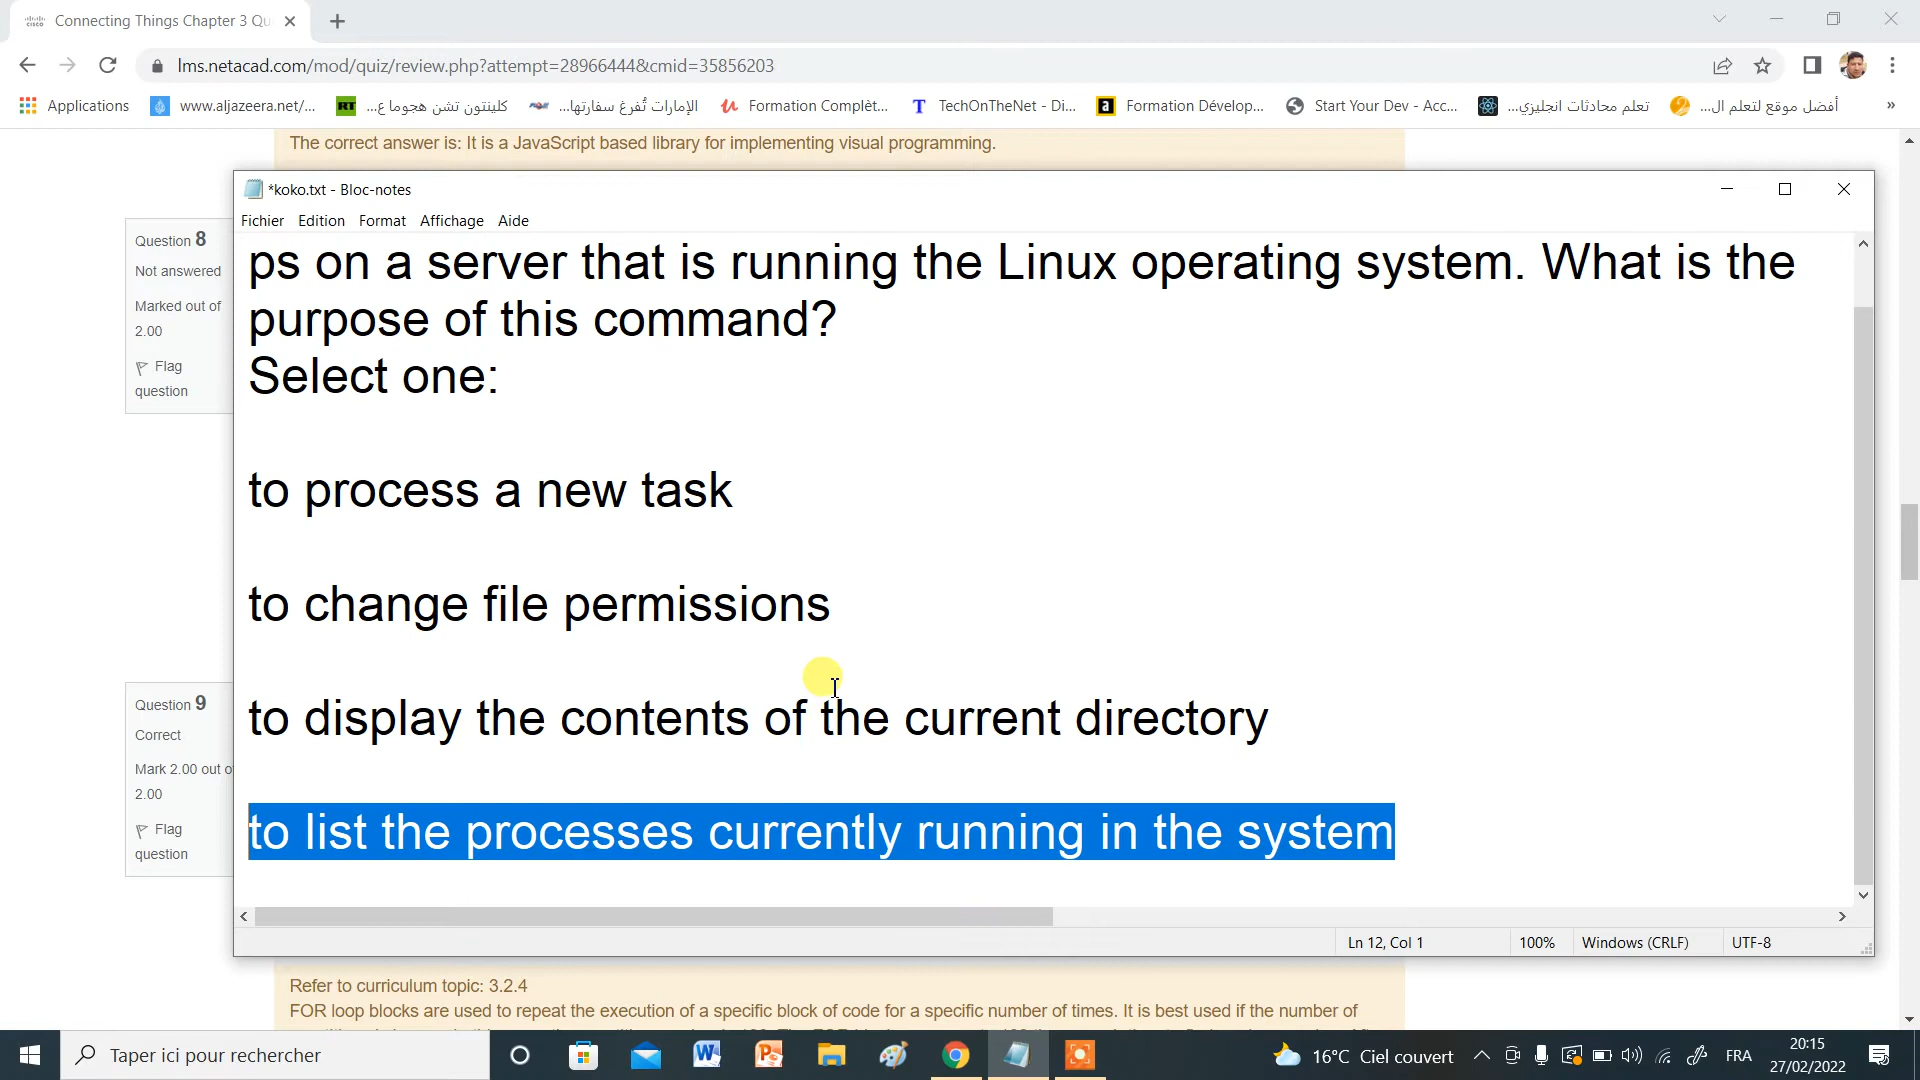 Connecting Things Chapter 3 Qu
lms.netacad.com/mod/quiz/review.php?attempt=28966444&cmid=35856203
Applications
www.aljazeera.net/...
كلينتون تشن هجوما ع...
الإمارات تُفرغ سفارتها...
Formation Complèt...
TechOnTheNet - Di...
Formation Dévelop...
Start Your Dev - Acc...
تعلم محادثات انجليزي...
أفضل موقع لتعلم ال...
»
The correct answer is: It is a JavaScript based library for implementing visual programming.
*koko.txt - Bloc-notes
Fichier Edition Format Affichage Aide
Question 8
Not answered
Marked out of
2.00
Flag
question
ps on a server that is running the Linux operating system. What is the
purpose of this command?
Select one:
to process a new task
to change file permissions
to display the contents of the current directory
to list the processes currently running in the system
Question 9
Correct
Mark 2.00 out o
2.00
Flag
question
Ln 12, Col 1 100% Windows (CRLF) UTF-8
Refer to curriculum topic: 3.2.4
FOR loop blocks are used to repeat the execution of a specific block of code for a specific number of times. It is best used if the number of
Taper ici pour rechercher
16°C Ciel couvert
FRA
20:15
27/02/2022